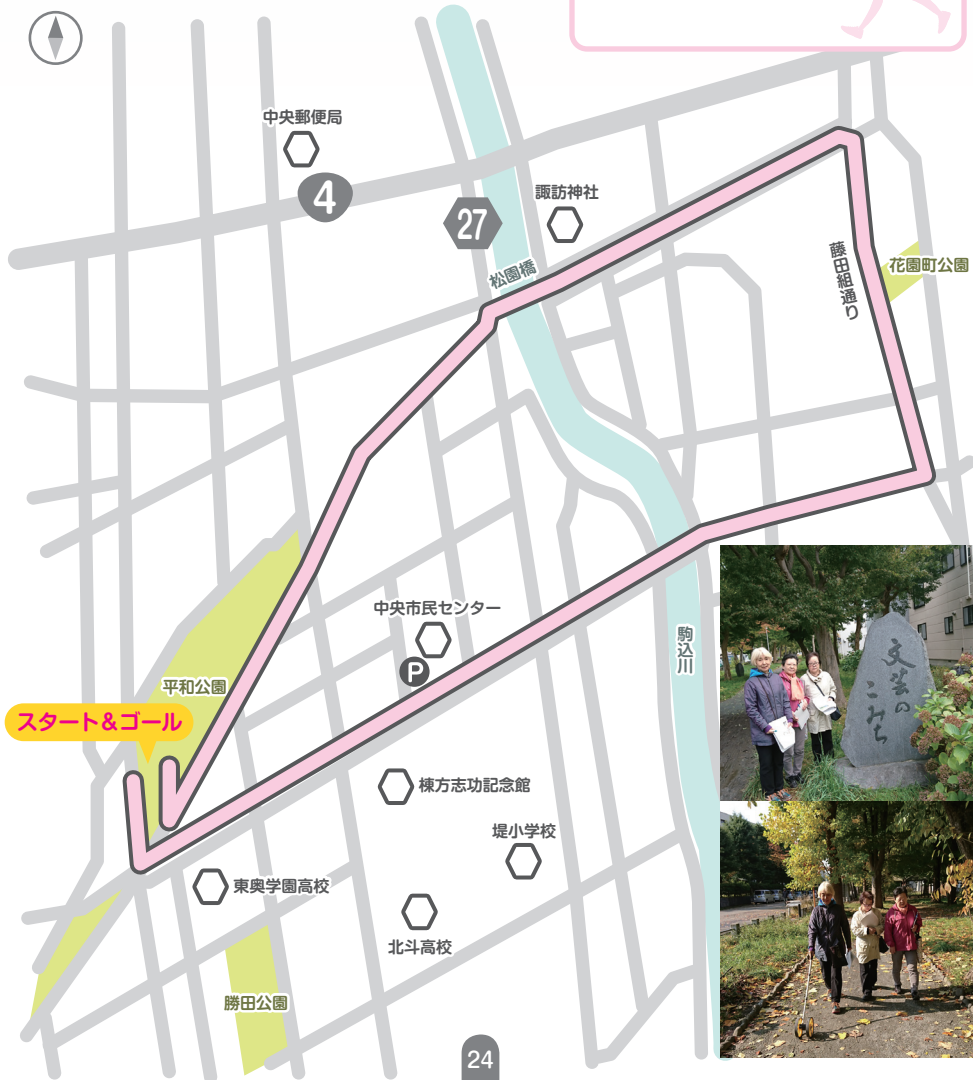 中央郵便局
4
27
諏訪神社
松園橋
藤田組通り
花園町公園
中央市民センター
P
駒込川
平和公園
スタート&ゴール
文芸の
こみち
棟方志功記念館
堤小学校
東奥学園高校
北斗高校
勝田公園
24